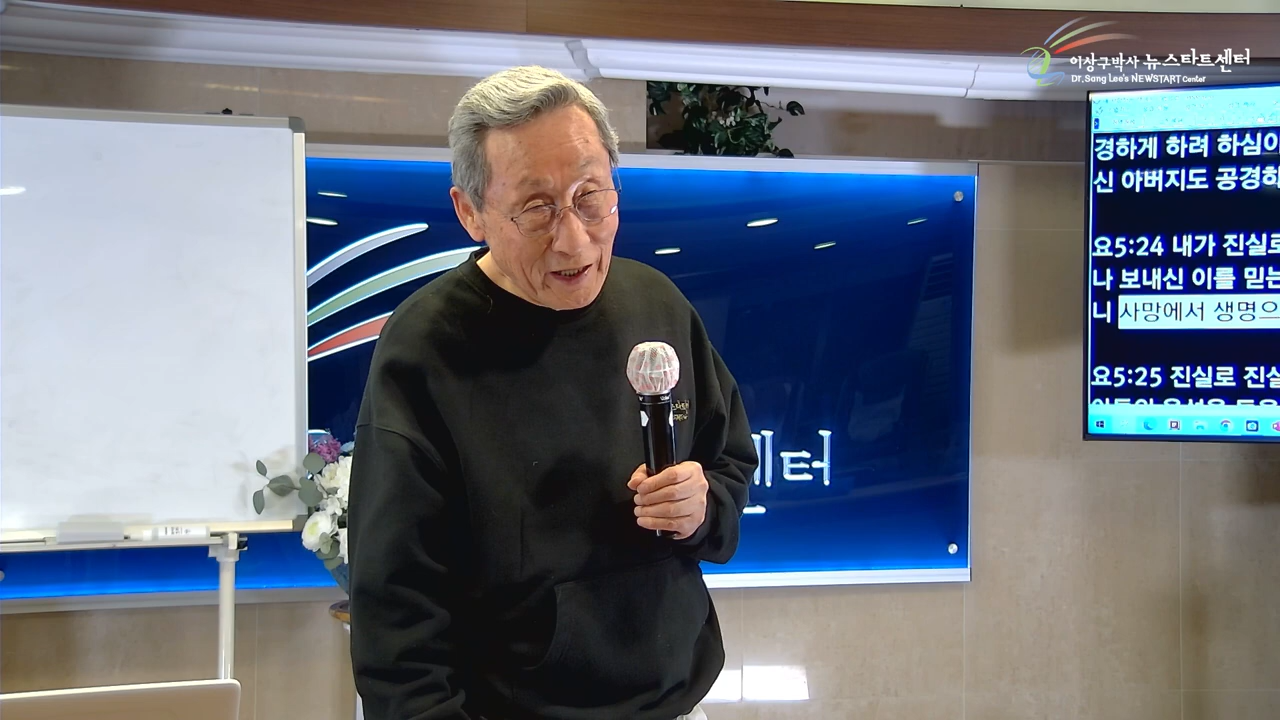 이상구박사 뉴스타트센터
Dr. Sang Lee's NEWSTART Center
경하게 하려 하심이
신 아버지도 공경하
요5:24 내가 진실로
나 보내신 이를 믿는
니 사망에서 생명으
요5:25 진실로 진실
센터